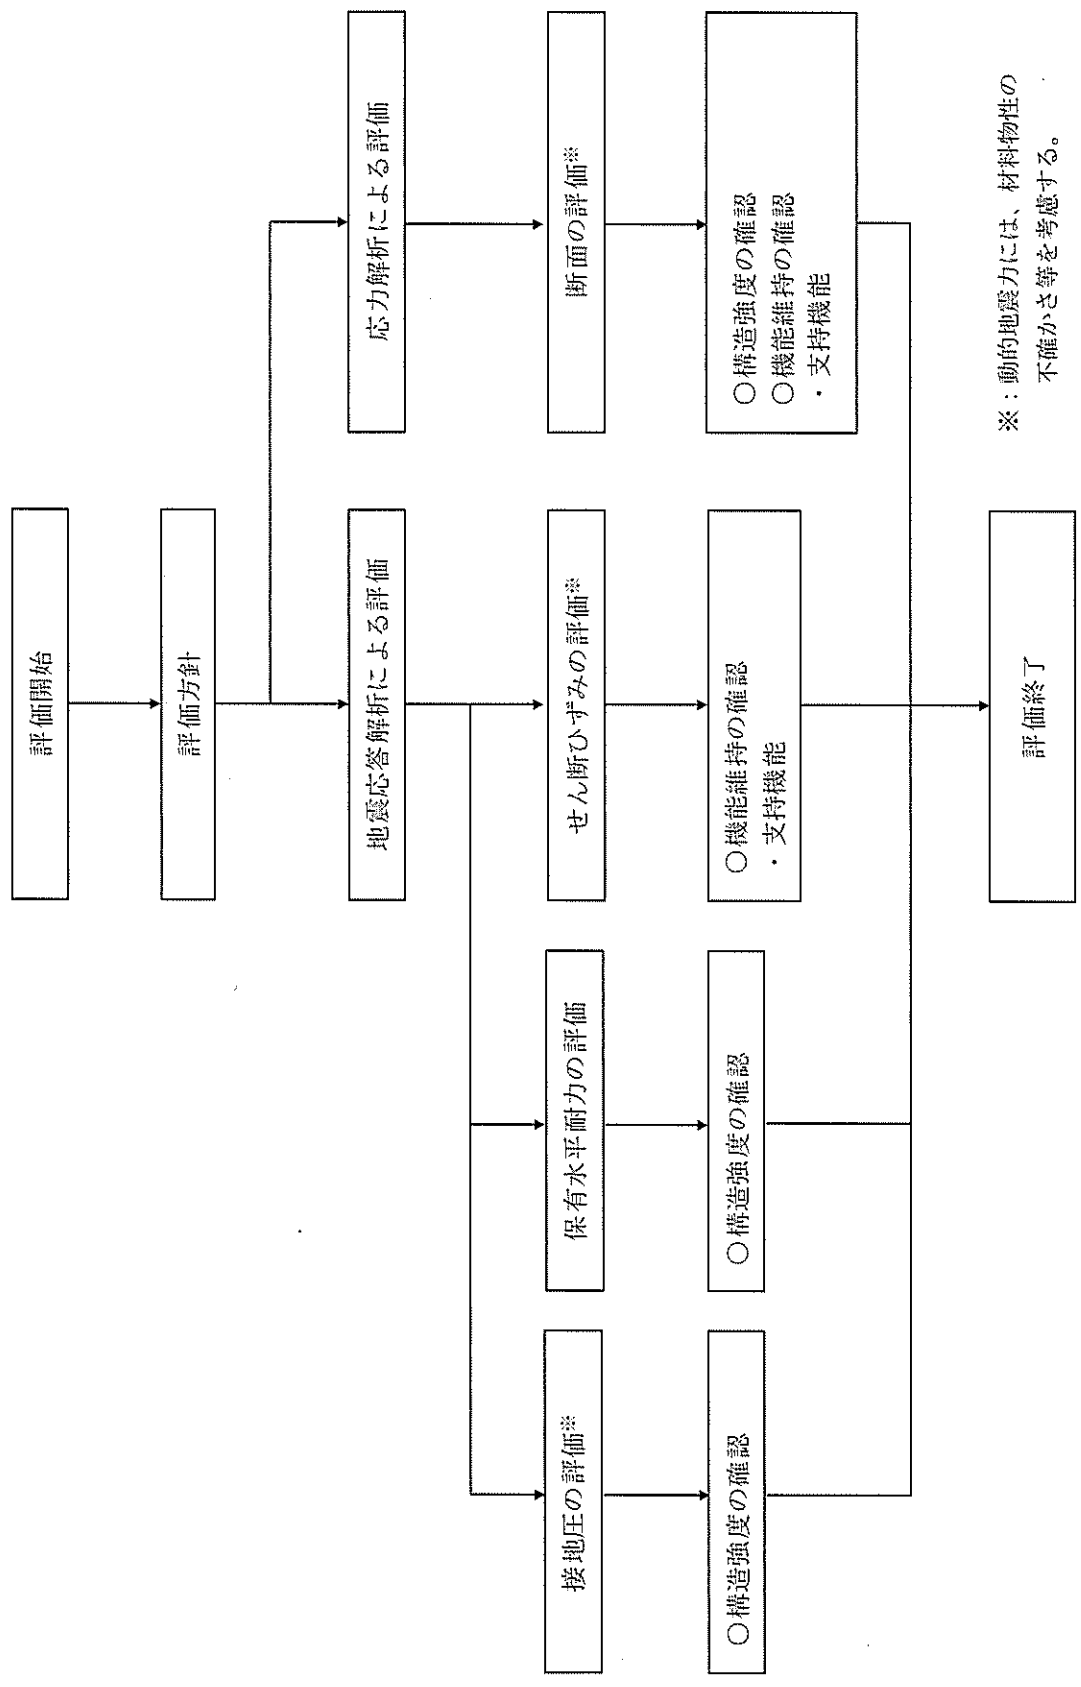 評価開始
評価方針
地震応答解析による評価
応力解析による評価
接地圧の評価※
保有水平耐力の評価
せん断ひずみの評価※
断面の評価※
○構造強度の確認
○構造強度の確認
○機能維持の確認
・支持機能
○構造強度の確認
○機能維持の確認
・支持機能
評価終了
※：動的地震力には、材料物性の
不確かさ等を考慮する。